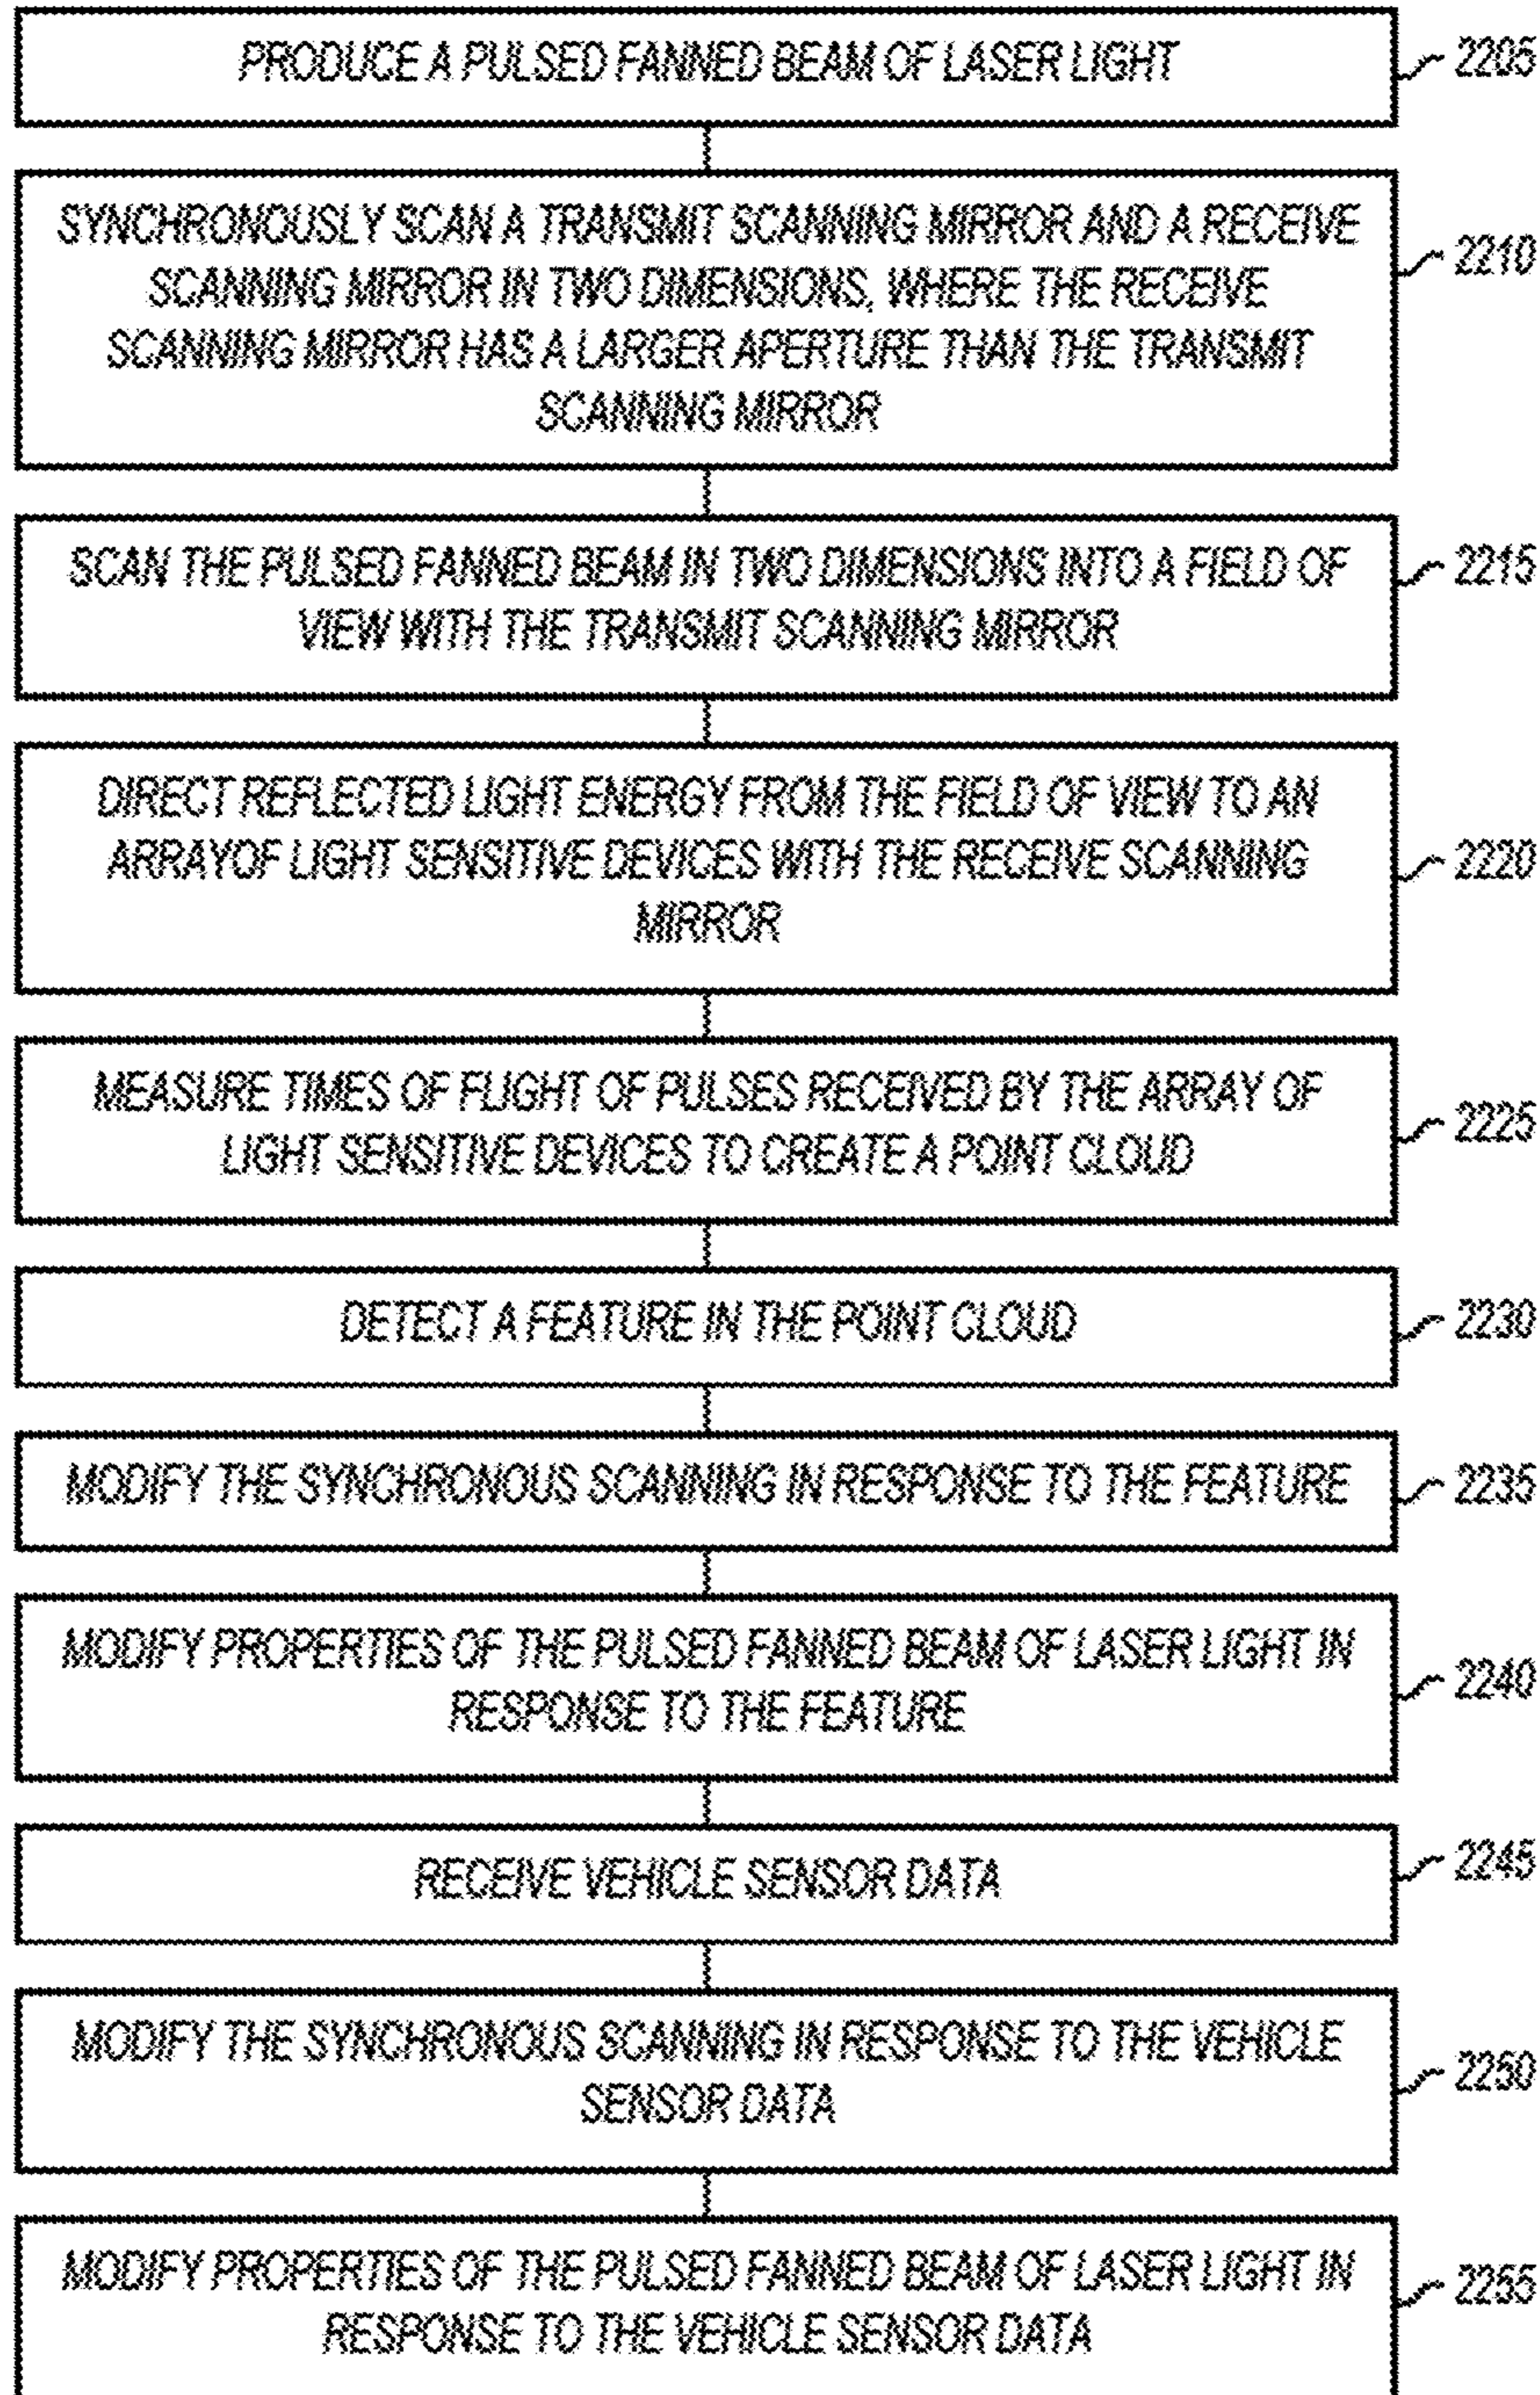 PRODUCE A PULSED FANNED BEAM OF LASER LIGHT
2205
SYNCHRONOUSLY SCAN A TRANSMIT SCANNING MIRROR AND A RECEIVE
SCANNING MIRROR IN TWO DIMENSIONS, WHERE THE RECEIVE
SCANNING MIRROR HAS A LARGER APERTURE THAN THE TRANSMIT
SCANNING MIRROR
2210
SCAN THE PULSED FANNED BEAM IN TWO DIMENSIONS INTO A FIELD OF
VIEW WITH THE TRANSMIT SCANNING MIRROR
2215
DIRECT REFLECTED LIGHT ENERGY FROM THE FIELD OF VIEW TO AN
ARRAYOF LIGHT SENSITIVE DEVICES WITH THE RECEIVE SCANNING
MIRROR
2220
MEASURE TIMES OF FLIGHT OF PULSES RECEIVED BY THE ARRAY OF
LIGHT SENSITIVE DEVICES TO CREATE A POINT CLOUD
2225
DETECT A FEATURE IN THE POINT CLOUD
2230
MODIFY THE SYNCHRONOUS SCANNING IN RESPONSE TO THE FEATURE
2235
MODIFY PROPERTIES OF THE PULSED FANNED BEAM OF LASER LIGHT IN
RESPONSE TO THE FEATURE
2240
RECEIVE VEHICLE SENSOR DATA
2245
MODIFY THE SYNCHRONOUS SCANNING IN RESPONSE TO THE VEHICLE
SENSOR DATA
2250
MODIFY PROPERTIES OF THE PULSED FANNED BEAM OF LASER LIGHT IN
RESPONSE TO THE VEHICLE SENSOR DATA
2255